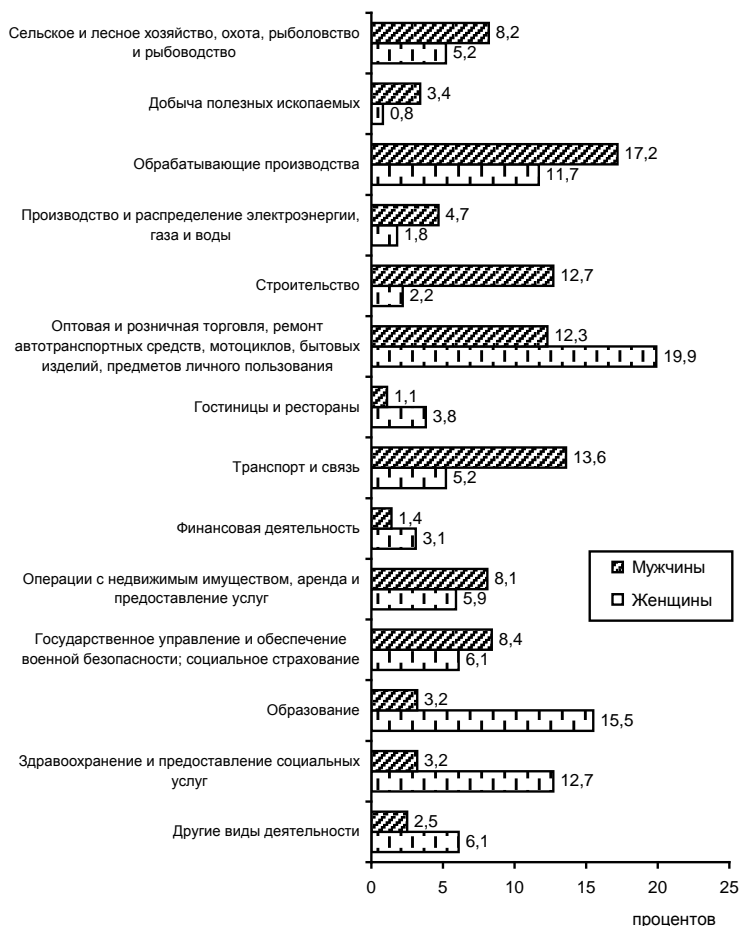 Сельское и лесное хозяйство, охота, рыболовство
и рыбоводство
8,2
5,2
Добыча полезных ископаемых
3,4
0,8
Обрабатывающие производства
17,2
11,7
Производство и распределение электроэнергии,
газа и воды
4,7
1,8
Строительство
12,7
2,2
Оптовая и розничная торговля, ремонт
автотранспортных средств, мотоциклов, бытовых
изделий, предметов личного пользования
12,3
19,9
Гостиницы и рестораны
1,1
3,8
Транспорт и связь
13,6
5,2
Финансовая деятельность
1,4
3,1
Операции с недвижимым имуществом, аренда и
предоставление услуг
8,1
5,9
Мужчины
Женщины
Государственное управление и обеспечение
военной безопасности; социальное страхование
8,4
6,1
Образование
3,2
15,5
Здравоохранение и предоставление социальных
услуг
3,2
12,7
Другие виды деятельности
2,5
6,1
0 5 10 15 20 25
процентов